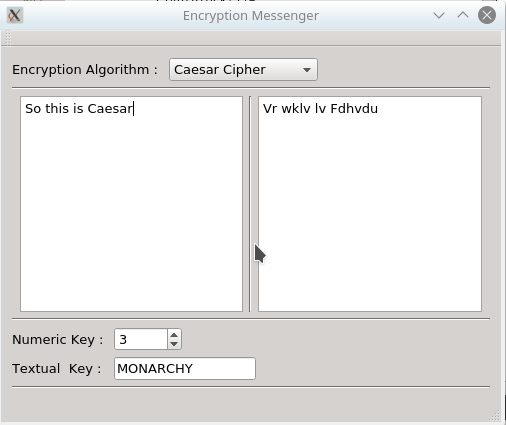 Encryption Messenger
Encryption Algorithm : Caesar Cipher
So this is Caesar
Vr wklv lv Fdhvdu
Numeric Key : 3
Textual Key : MONARCHY